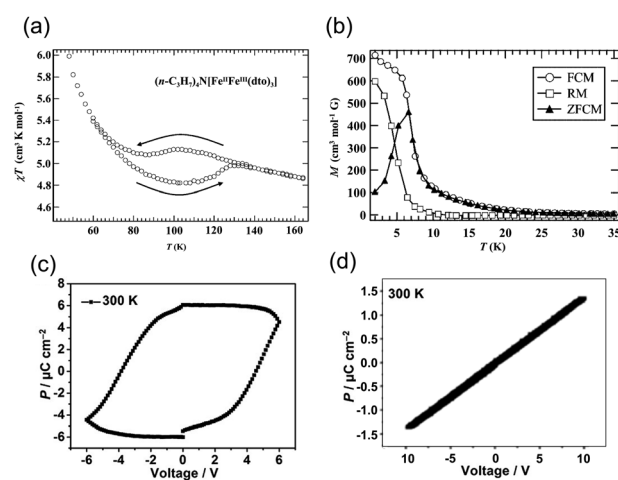 (a)
(n-C₃H₇)₄N[FeᴵᴵFeᴵᴵᴵ(dto)₃]
χT (cm³ K mol⁻¹)
6.0
5.8
5.6
5.4
5.2
5.0
4.8
60 80 100 120 140 160
T (K)
(b)
FCM
RM
ZFCM
M (cm³ mol⁻¹ G)
700
600
500
400
300
200
100
0
5 10 15 20 25 30 35
T (K)
(c)
300 K
P / μC cm⁻²
6
4
2
0
-2
-4
-6
-6 -4 -2 0 2 4 6
Voltage / V
(d)
300 K
P / μC cm⁻²
1.5
1.0
0.5
0.0
-0.5
-1.0
-1.5
10 -5 0 5 10
Voltage / V